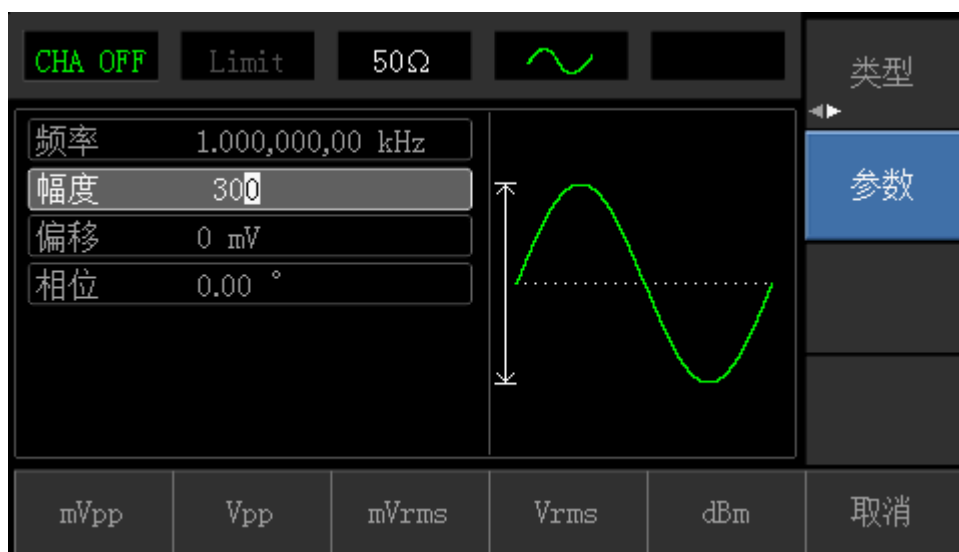 CHA OFF Limit 50Ω
类型
频率 1.000,000,00 kHz
幅度 300
参数
偏移 0 mV
相位 0.00 °
mVpp Vpp mVrms Vrms dBm 取消